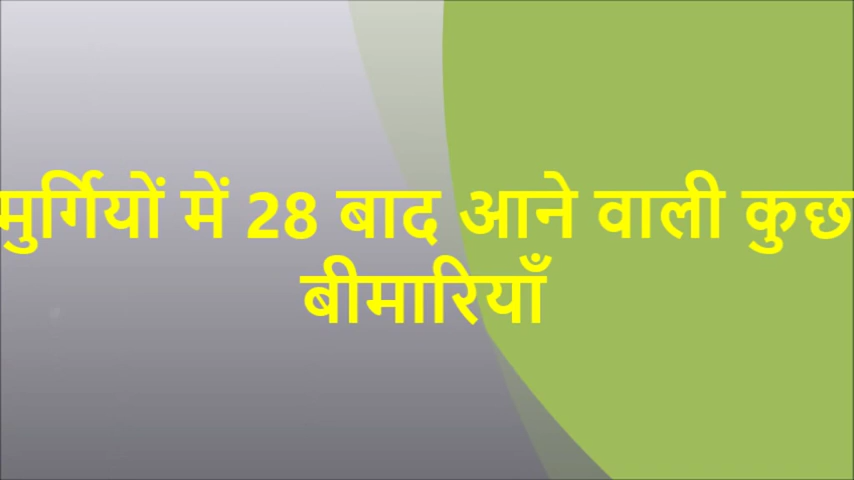 मुर्गियों में 28 बाद आने वाली कुछ
बीमारियाँ